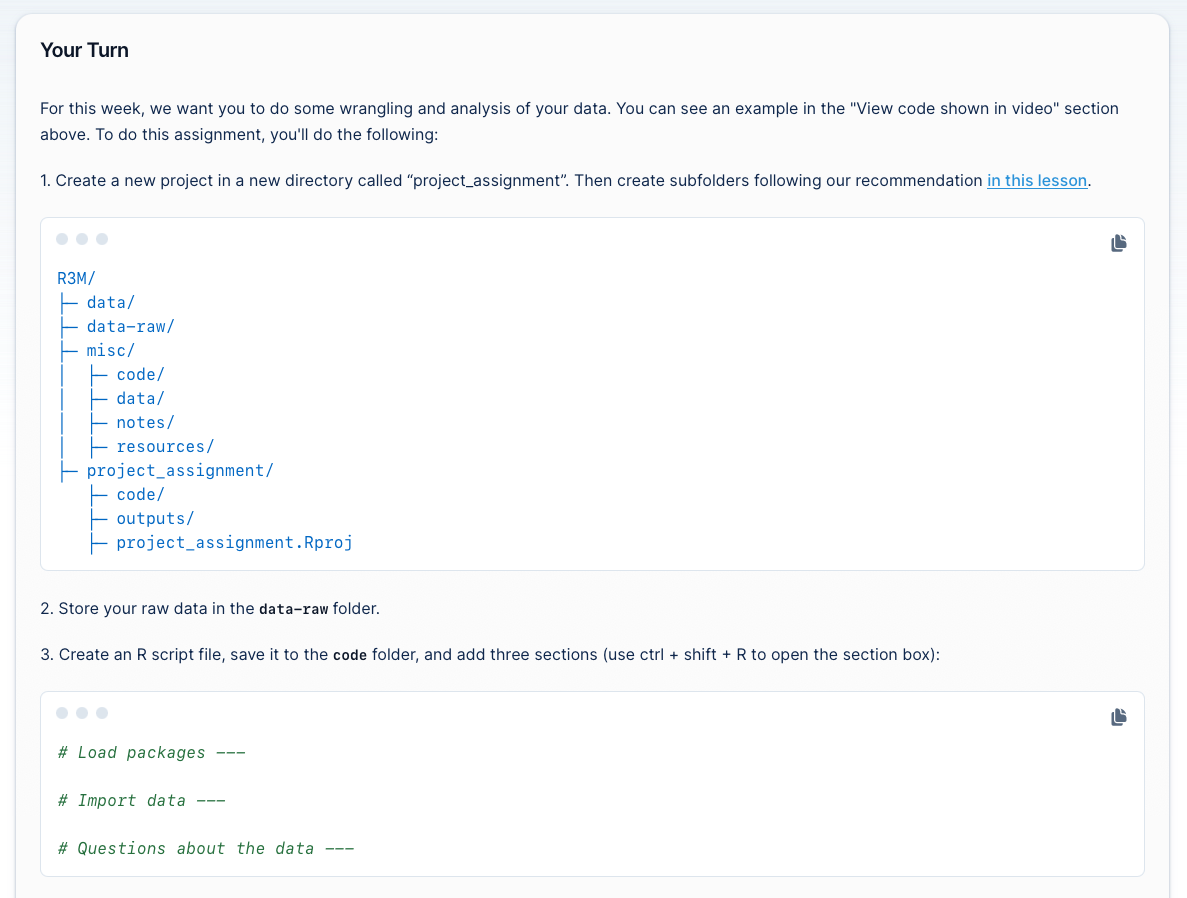 Your Turn
For this week, we want you to do some wrangling and analysis of your data. You can see an example in the "View code shown in video" section
above. To do this assignment, you'll do the following:
1. Create a new project in a new directory called “project_assignment”. Then create subfolders following our recommendation in this lesson.
R3M/
├─ data/
├─ data-raw/
├─ misc/
│  ├─ code/
│  ├─ data/
│  ├─ notes/
│  ├─ resources/
├─ project_assignment/
   ├─ code/
   ├─ outputs/
   ├─ project_assignment.Rproj
2. Store your raw data in the data-raw folder.
3. Create an R script file, save it to the code folder, and add three sections (use ctrl + shift + R to open the section box):
# Load packages ---
# Import data ---
# Questions about the data ---